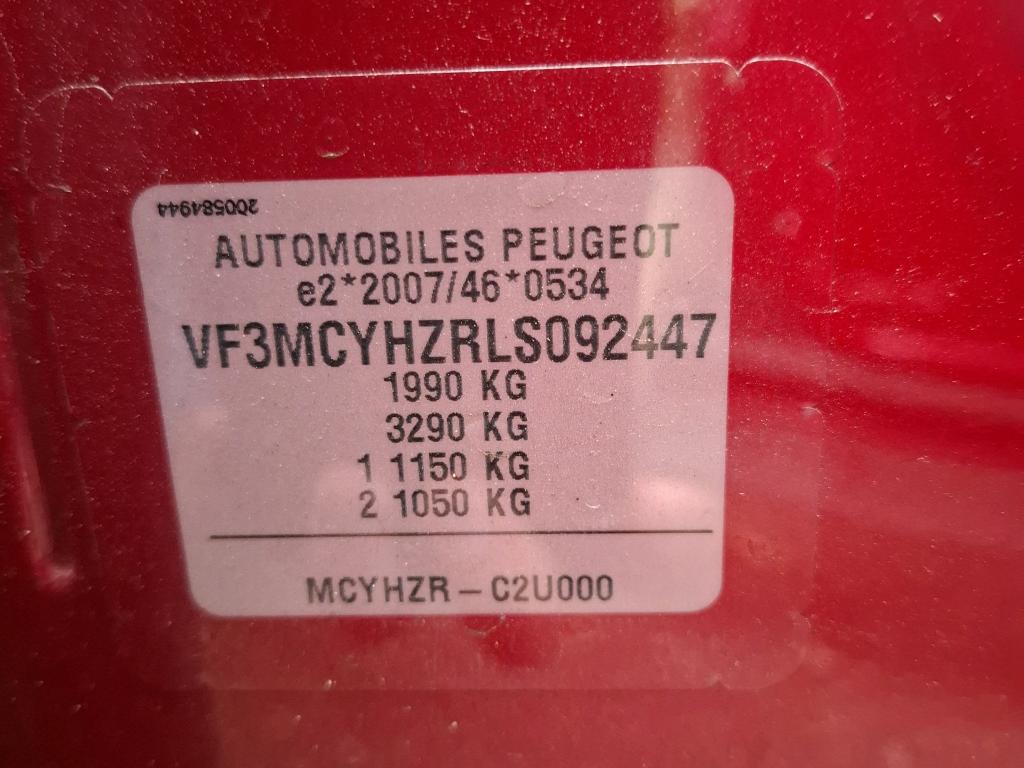 200584944
AUTOMOBILES PEUGEOT
e2*2007/46*0534
VF3MCYHZRLS092447
1990 KG
3290 KG
1 1150 KG
2 1050 KG
MCYHZR - C2U000